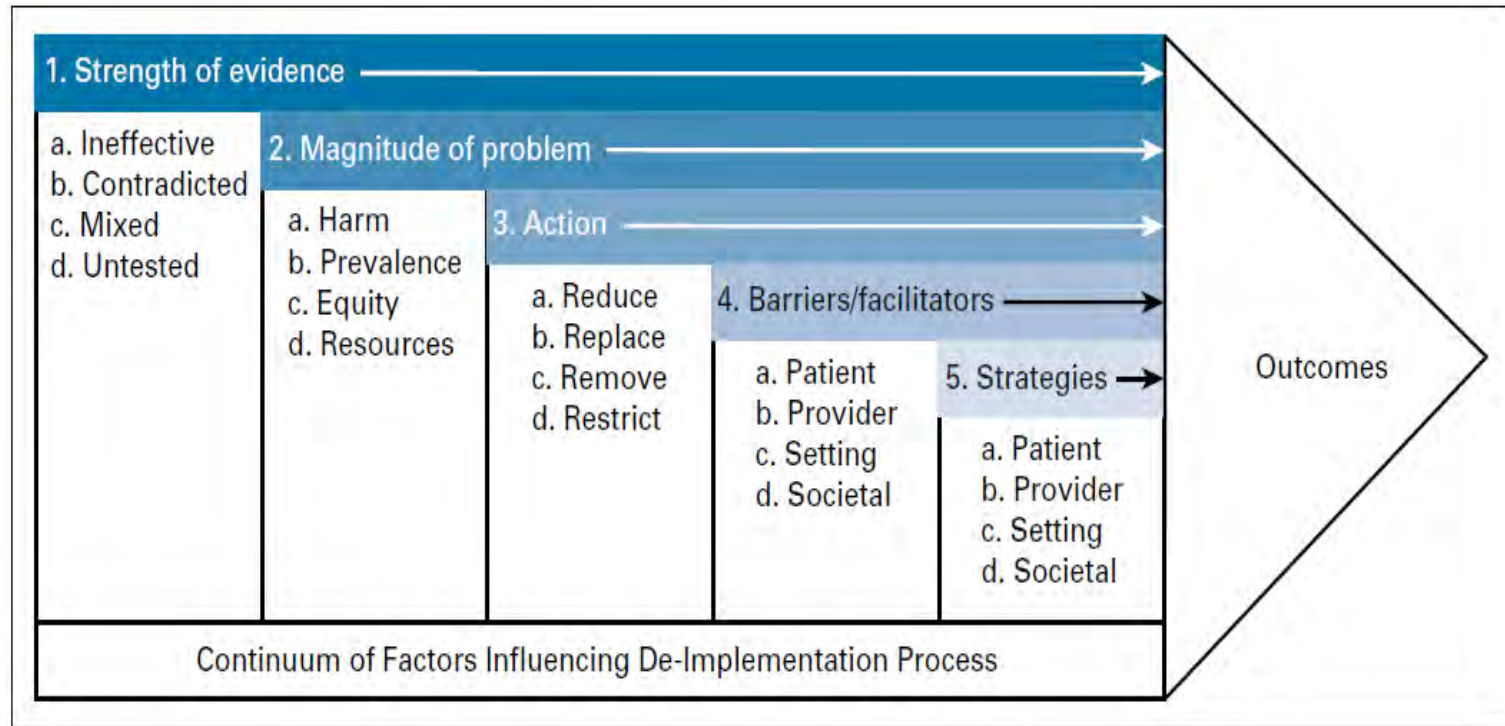 1. Strength of evidence
a. Ineffective
b. Contradicted
c. Mixed
d. Untested
2. Magnitude of problem
a. Harm
b. Prevalence
c. Equity
d. Resources
3. Action
a. Reduce
b. Replace
c. Remove
d. Restrict
4. Barriers/facilitators
a. Patient
b. Provider
c. Setting
d. Societal
5. Strategies
a. Patient
b. Provider
c. Setting
d. Societal
Outcomes
Continuum of Factors Influencing De-Implementation Process